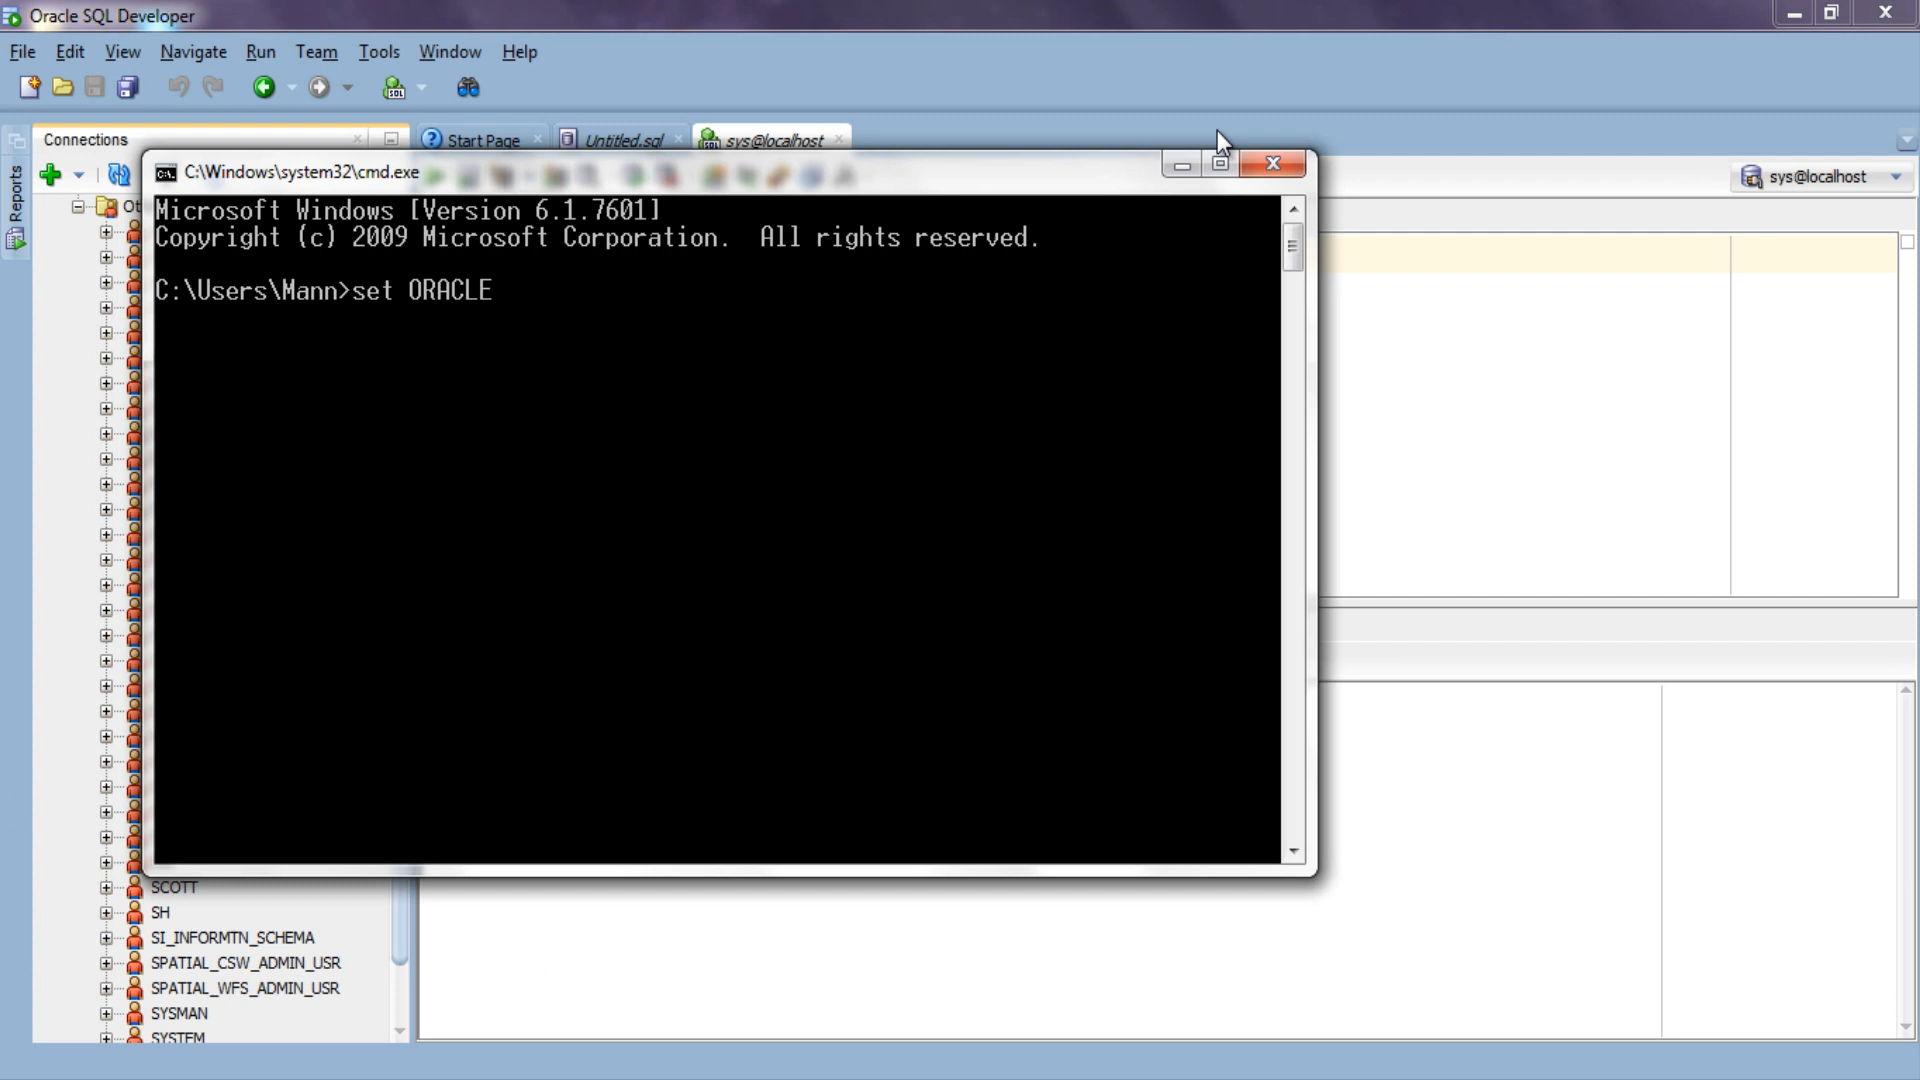 Oracle SQL Developer
File Edit View Navigate Run Team Tools Window Help
Connections
Start Page
Untitled.sql
sys@localhost
Reports
C:\Windows\system32\cmd.exe
sys@localhost
Microsoft Windows [Version 6.1.7601]
Copyright (c) 2009 Microsoft Corporation.  All rights reserved.
C:\Users\Mann>set ORACLE
SCOTT
SH
SI_INFORMTN_SCHEMA
SPATIAL_CSW_ADMIN_USR
SPATIAL_WFS_ADMIN_USR
SYSMAN
SYSTEM